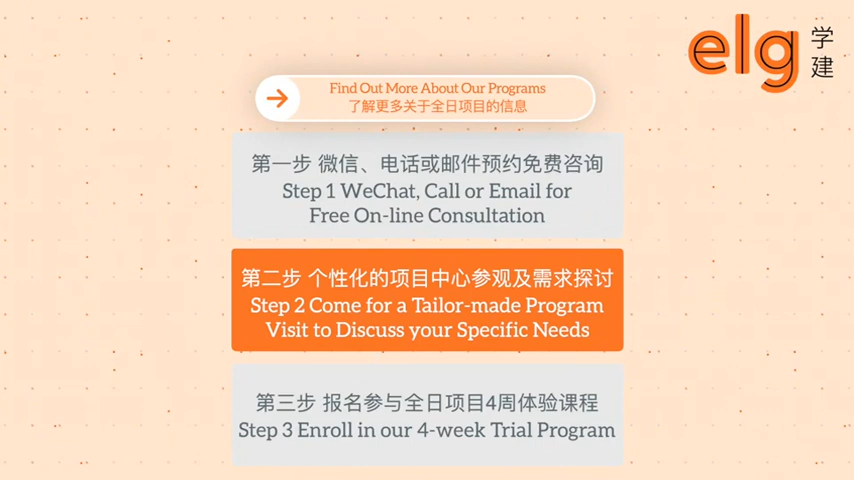 elg
学
建
Find Out More About Our Programs
了解更多关于全日项目的信息
第一步 微信、电话或邮件预约免费咨询
Step 1 WeChat, Call or Email for
Free On-line Consultation
第二步 个性化的项目中心参观及需求探讨
Step 2 Come for a Tailor-made Program
Visit to Discuss your Specific Needs
第三步 报名参与全日项目4周体验课程
Step 3 Enroll in our 4-week Trial Program